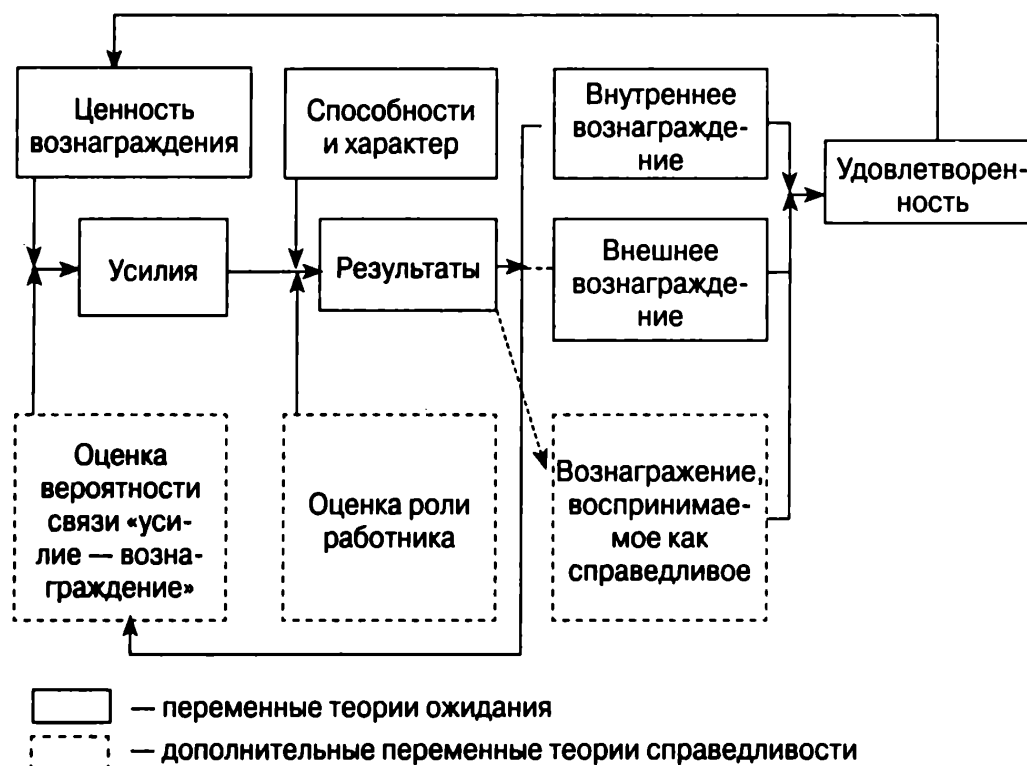 Ценность
вознаграждения
Способности
и характер
Внутреннее
вознагражде-
ние
Удовлетворен-
ность
Усилия
Результаты
Внешнее
вознагражде-
ние
Оценка
вероятности
связи «уси-
лие — возна-
граждение»
Оценка роли
работника
Вознагражение,
воспринимае-
мое как
справедливое
— переменные теории ожидания
— дополнительные переменные теории справедливости